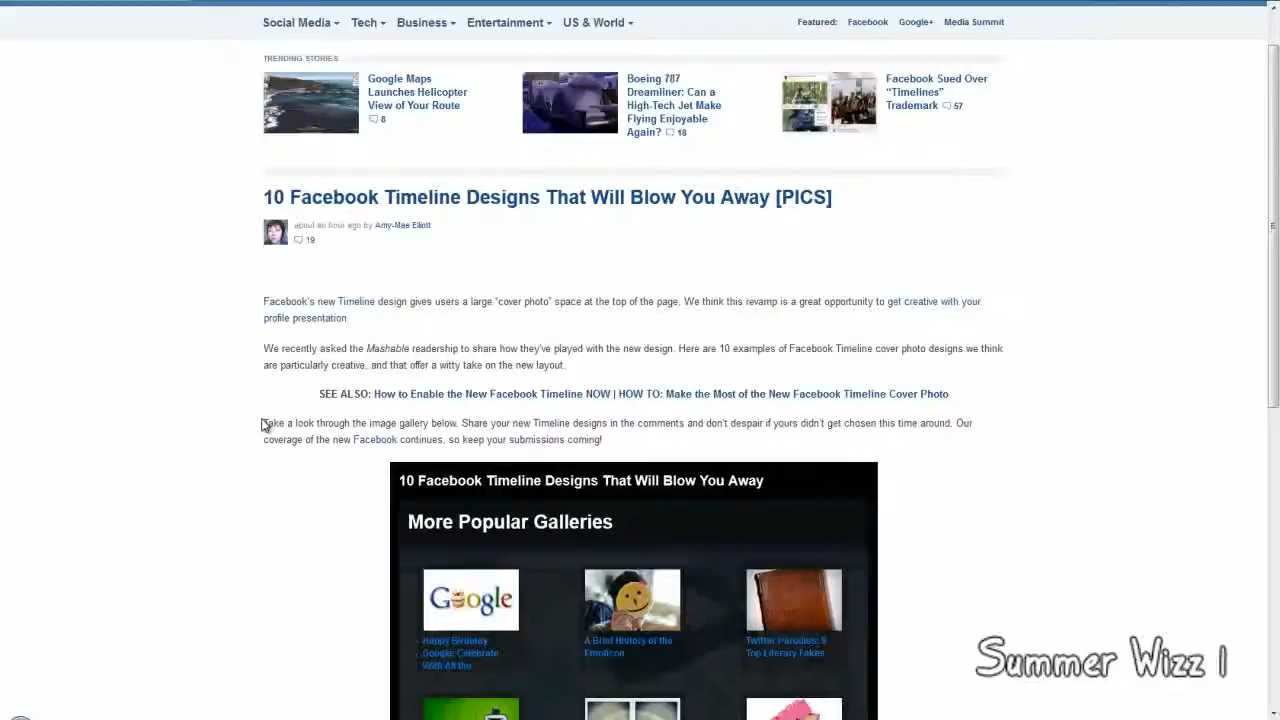 Social Media Tech Business Entertainment US & World Featured: Facebook Google+ Media Summit
TRENDING STORIES
Google Maps
Launches Helicopter
View of Your Route
8
Boeing 787
Dreamliner: Can a
High-Tech Jet Make
Flying Enjoyable
Again? 18
Facebook Sued Over
“Timelines”
Trademark 57
10 Facebook Timeline Designs That Will Blow You Away [PICS]
about an hour ago by Amy-Mae Elliott
19
Facebook’s new Timeline design gives users a large “cover photo” space at the top of the page. We think this revamp is a great opportunity to get creative with your
profile presentation.
We recently asked the Mashable readership to share how they’ve played with the new design. Here are 10 examples of Facebook Timeline cover photo designs we think
are particularly creative, and that offer a witty take on the new layout.
SEE ALSO: How to Enable the New Facebook Timeline NOW | HOW TO: Make the Most of the New Facebook Timeline Cover Photo
Take a look through the image gallery below. Share your new Timeline designs in the comments and don’t despair if yours didn’t get chosen this time around. Our
coverage of the new Facebook continues, so keep your submissions coming!
10 Facebook Timeline Designs That Will Blow You Away
More Popular Galleries
Google
Happy Birthday
Google: Celebrate
With All the
A Brief History of the
Emoticon
Twitter Parodies: 5
Top Literary Fakes
Summer Wizz 1